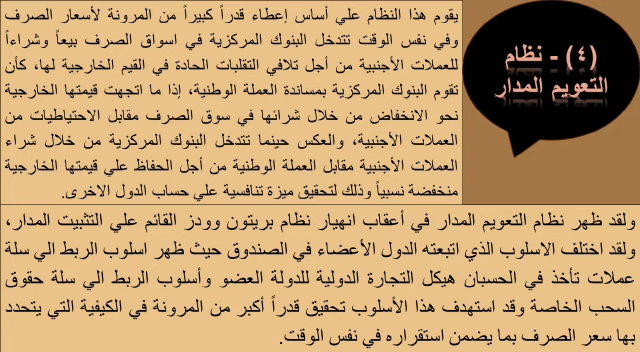 (٤) - نظام
التعويم المدار
يقوم هذا النظام علي أساس إعطاء قدراً كبيراً من المرونة لأسعار الصرف
وفي نفس الوقت تتدخل البنوك المركزية في اسواق الصرف بيعاً وشراءاً
للعملات الأجنبية من أجل تلافي التقلبات الحادة في القيم الخارجية لها، كأن
تقوم البنوك المركزية بمساندة العملة الوطنية، إذا ما اتجهت قيمتها الخارجية
نحو الانخفاض من خلال شرائها في سوق الصرف مقابل الاحتياطيات من
العملات الأجنبية، والعكس حينما تتدخل البنوك المركزية من خلال شراء
العملات الأجنبية مقابل العملة الوطنية من أجل الحفاظ علي قيمتها الخارجية
منخفضة نسبياً وذلك لتحقيق ميزة تنافسية علي حساب الدول الاخرى.
ولقد ظهر نظام التعويم المدار في أعقاب انهيار نظام بريتون وودز القائم علي التثبيت المدار،
ولقد اختلف الاسلوب الذي اتبعته الدول الأعضاء في الصندوق حيث ظهر اسلوب الربط الي سلة
عملات تأخذ في الحسبان هيكل التجارة الدولية للدولة العضو وأسلوب الربط الي سلة حقوق
السحب الخاصة وقد استهدف هذا الأسلوب تحقيق قدراً أكبر من المرونة في الكيفية التي يتحدد
بها سعر الصرف بما يضمن استقراره في نفس الوقت.